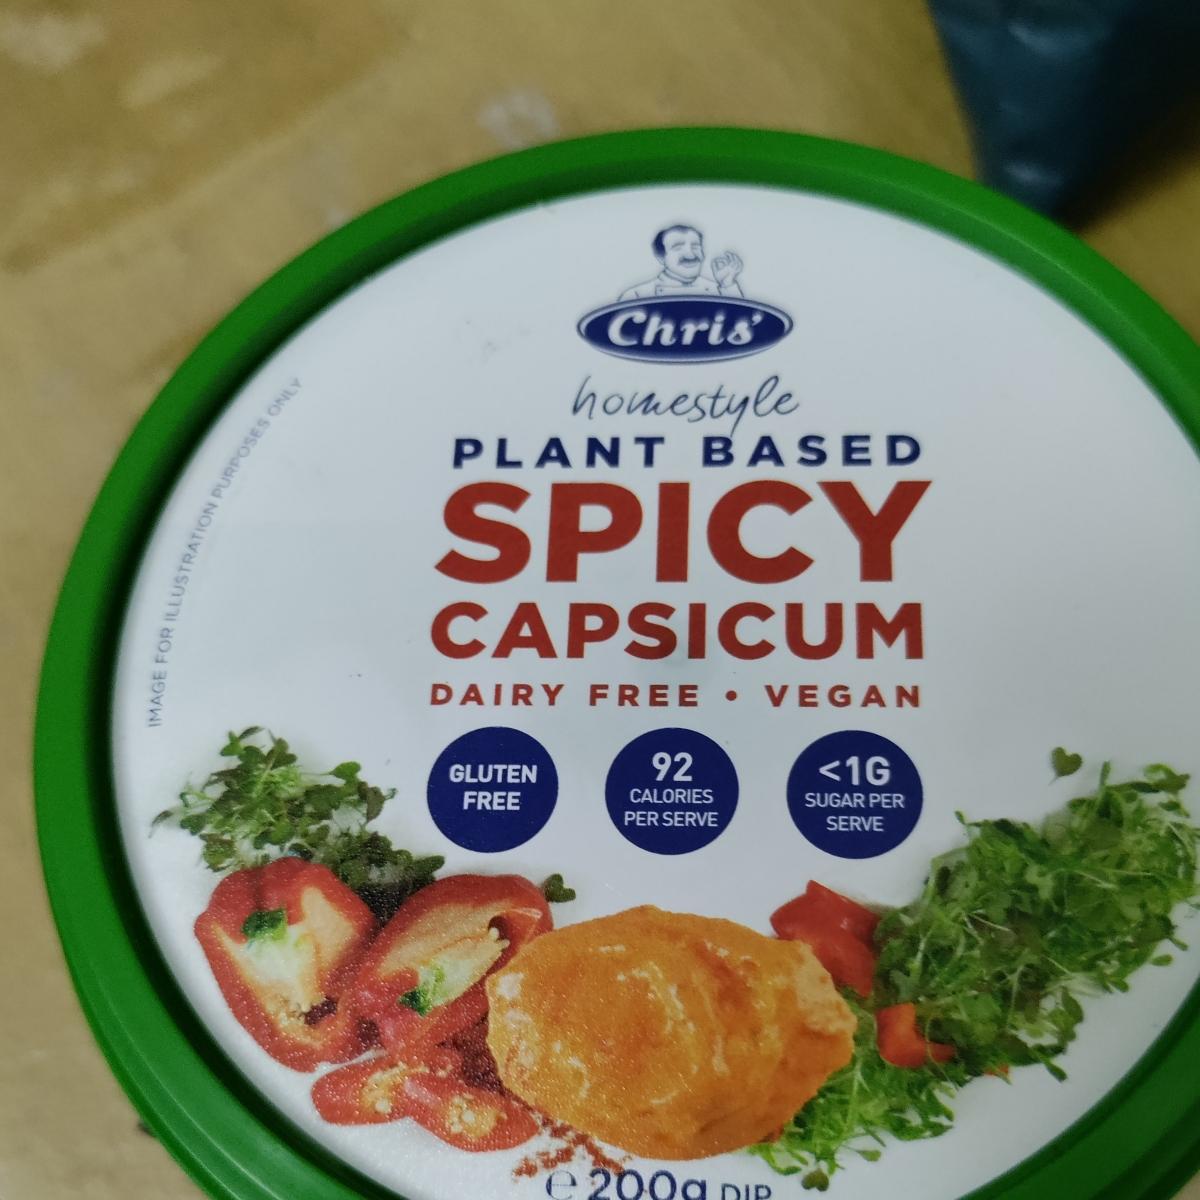 Chris'
homestyle
PLANT BASED
SPICY
CAPSICUM
DAIRY FREE • VEGAN
GLUTEN
FREE
92
CALORIES
PER SERVE
<1G
SUGAR PER
SERVE
IMAGE FOR ILLUSTRATION PURPOSES ONLY
℮ 200g DIP